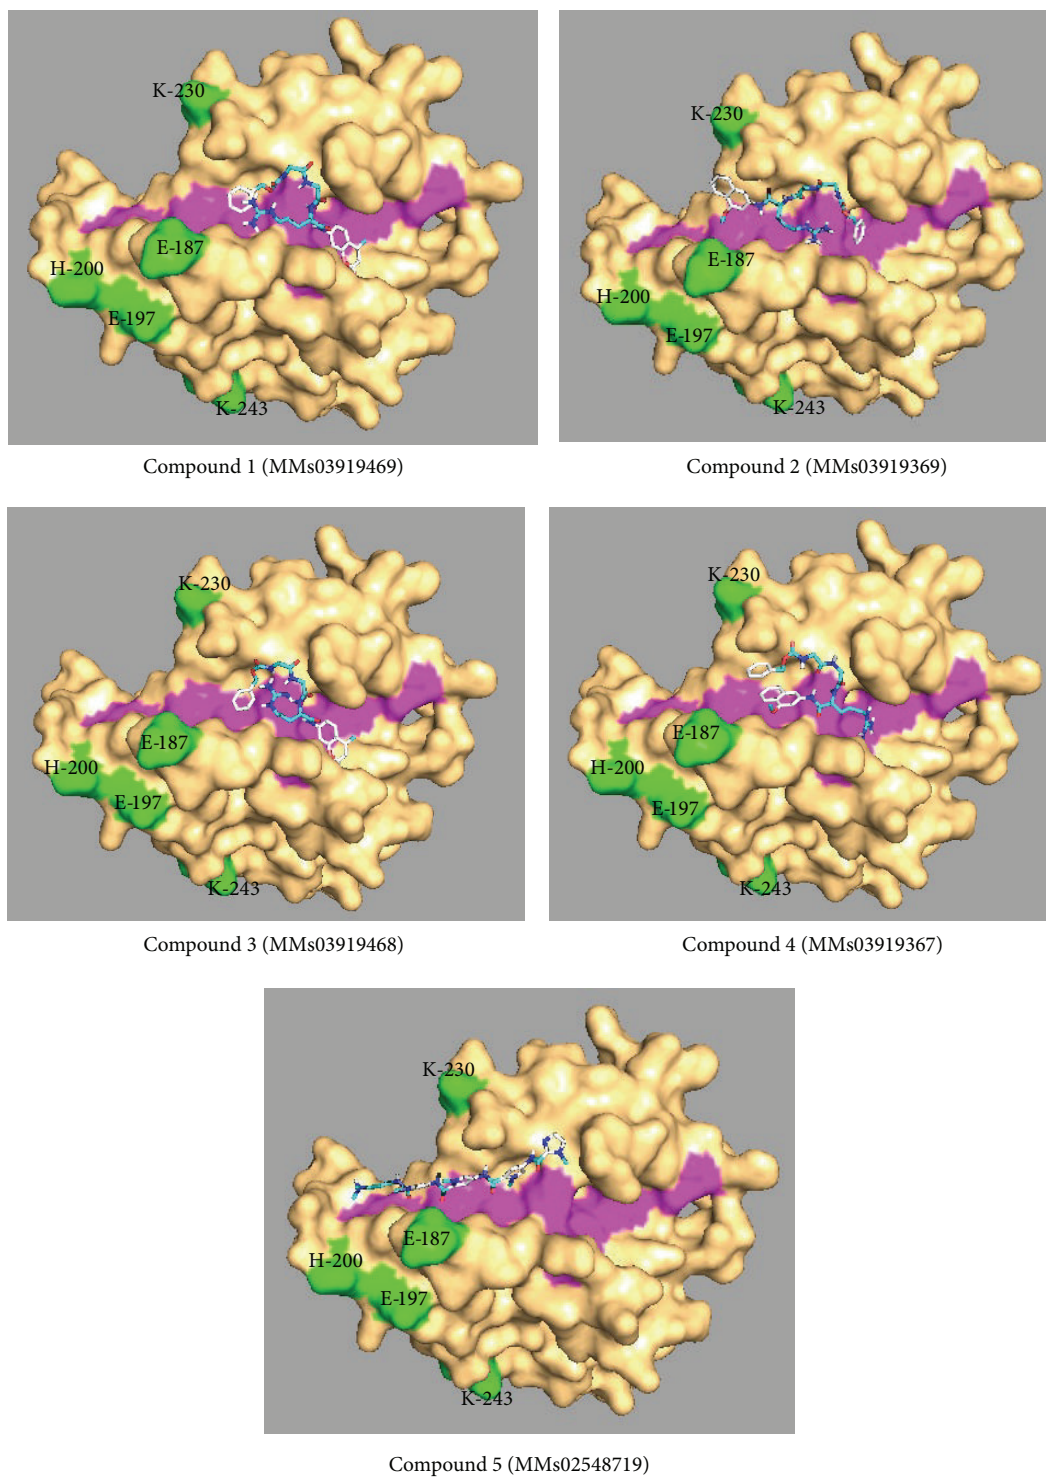 K-230
E-187
H-200
E-197
K-243
Compound 1 (MMs03919469)
K-230
E-187
H-200
E-197
K-243
Compound 2 (MMs03919369)
K-230
E-187
H-200
E-197
K-243
Compound 3 (MMs03919468)
K-230
E-187
H-200
E-197
K-243
Compound 4 (MMs03919367)
K-230
E-187
H-200
E-197
K-243
Compound 5 (MMs02548719)